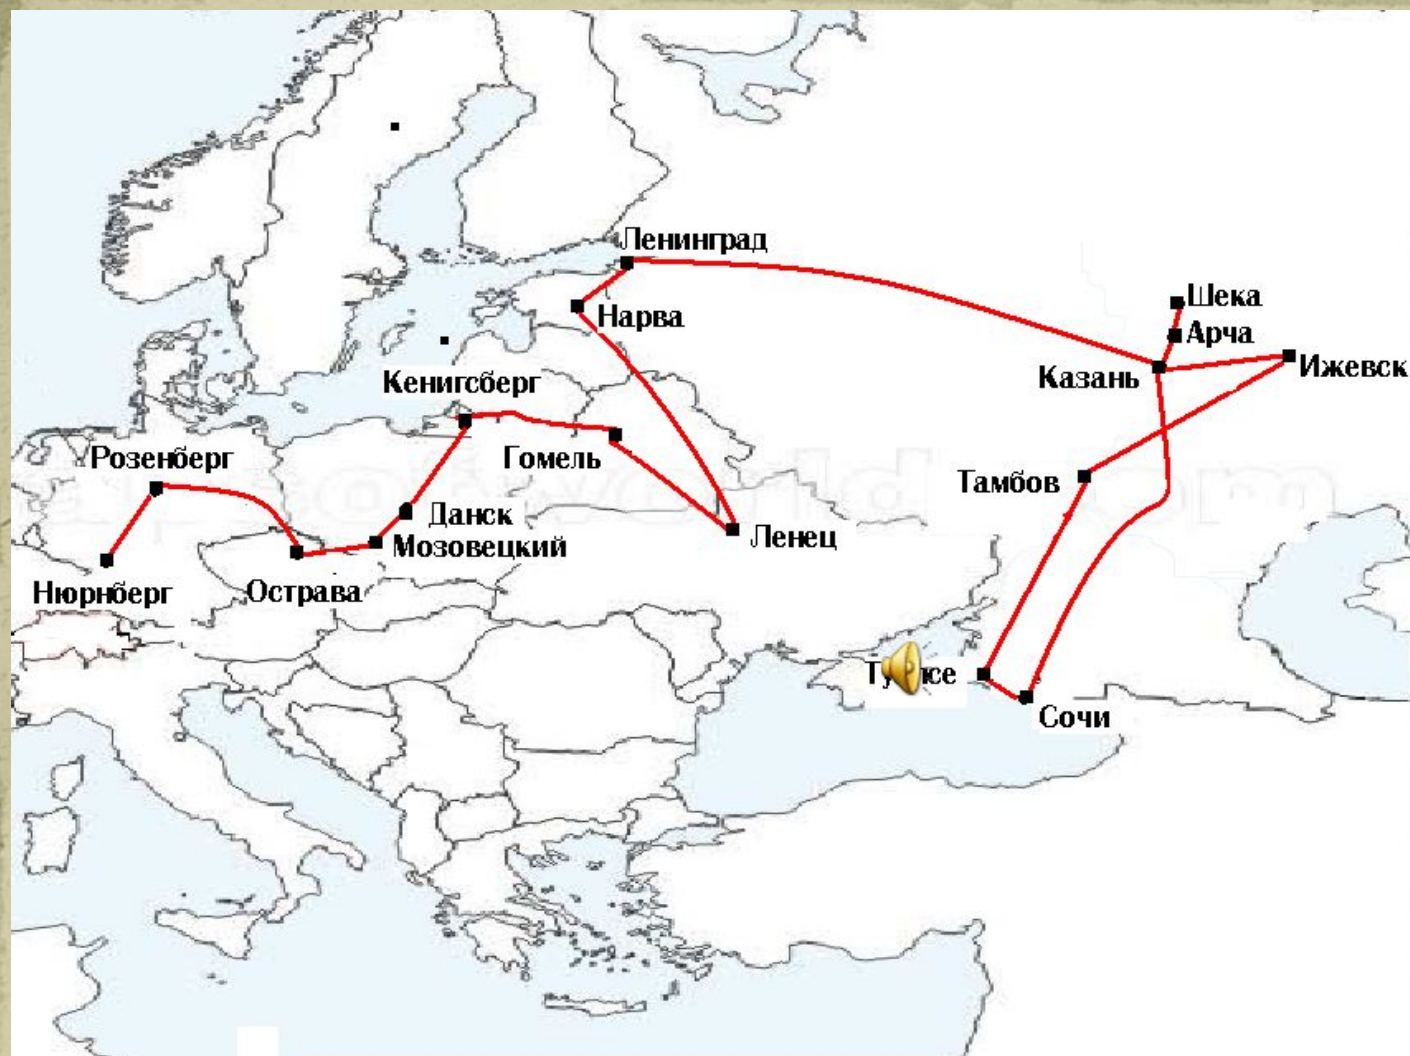 Ленинград
Шека
Нарва
Арча
Казань
Ижевск
Кенигсберг
Розенберг
Гомель
Тамбов
Данск
Мозовецкий
Ленец
Нюрнберг
Острава
Сочи